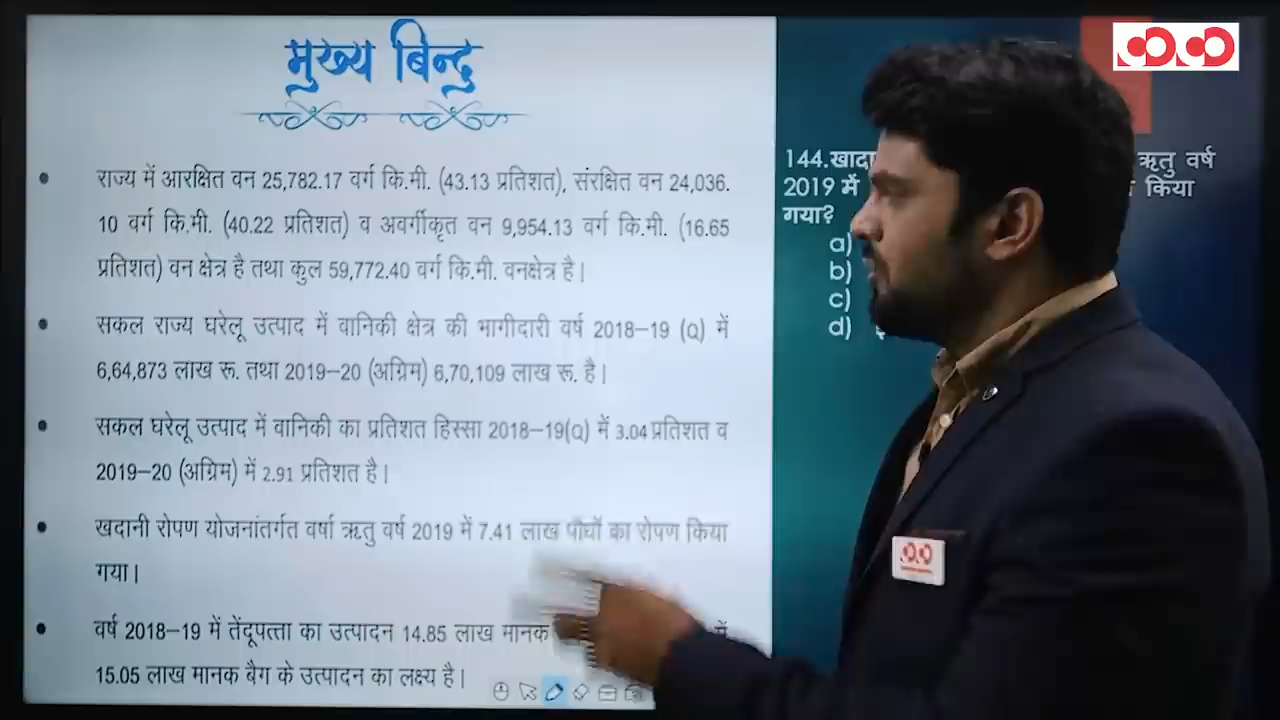 मुख्य बिन्दु
• राज्य में आरक्षित वन 25,782.17 वर्ग कि.मी. (43.13 प्रतिशत), संरक्षित वन 24,036.
10 वर्ग कि.मी. (40.22 प्रतिशत) व अवर्गीकृत वन 9,954.13 वर्ग कि.मी. (16.65
प्रतिशत) वन क्षेत्र है तथा कुल 59,772.40 वर्ग कि.मी. वनक्षेत्र है।
• सकल राज्य घरेलू उत्पाद में वानिकी क्षेत्र की भागीदारी वर्ष 2018–19 (Q) में
6,64,873 लाख रू. तथा 2019–20 (अग्रिम) 6,70,109 लाख रू. है।
• सकल घरेलू उत्पाद में वानिकी का प्रतिशत हिस्सा 2018–19(Q) में 3.04 प्रतिशत व
2019–20 (अग्रिम) में 2.91 प्रतिशत है।
• खदानी रोपण योजनांतर्गत वर्षा ऋतु वर्ष 2019 में 7.41 लाख पौधों का रोपण किया
गया।
• वर्ष 2018–19 में तेंदूपत्ता का उत्पादन 14.85 लाख मानक में
15.05 लाख मानक बैग के उत्पादन का लक्ष्य है।
144. ऋतु वर्ष
2019 में किया
गया?
a)
b)
c)
d)